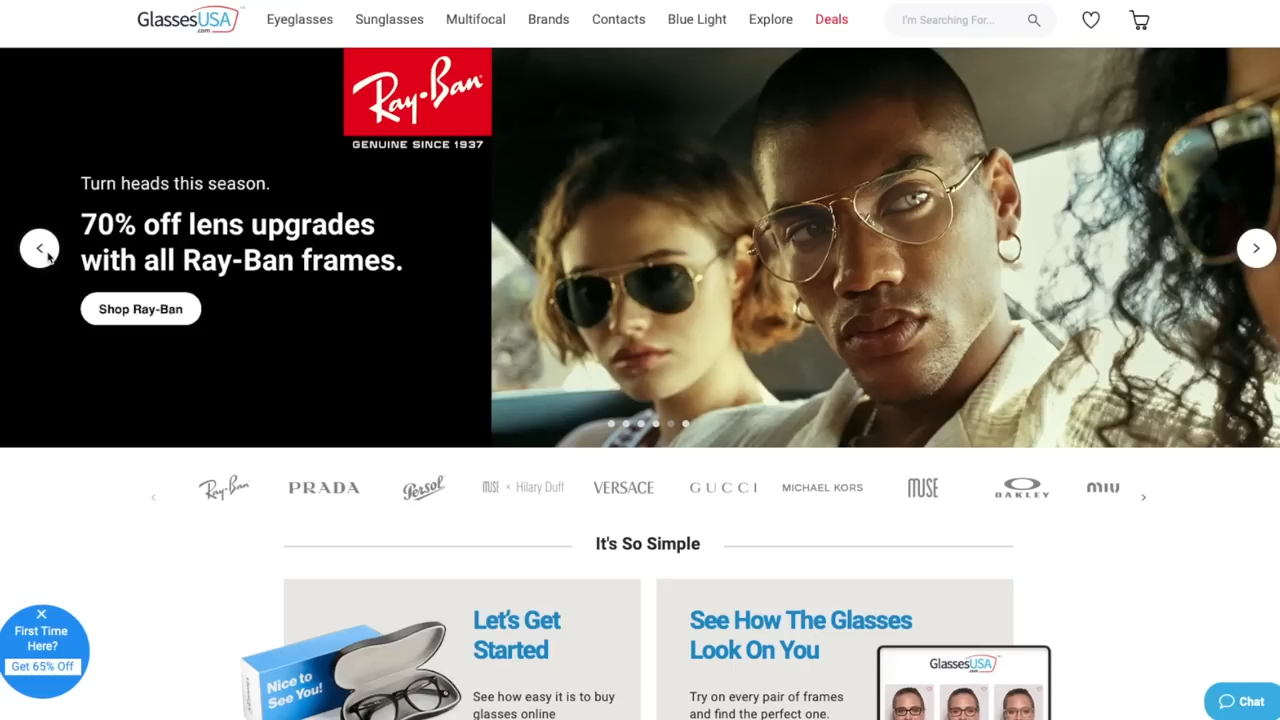 GlassesUSA
.com
Eyeglasses Sunglasses Multifocal Brands Contacts Blue Light Explore Deals
I'm Searching For...
Ray-Ban
GENUINE SINCE 1937
Turn heads this season.
70% off lens upgrades
with all Ray-Ban frames.
Shop Ray-Ban
Ray-Ban PRADA Persol MUSE × Hilary Duff VERSACE GUCCI MICHAEL KORS MUSE OAKLEY MIU
It's So Simple
First Time
Here?
Get 65% Off
Nice to
See You!
Let's Get
Started
See how easy it is to buy
glasses online
See How The Glasses
Look On You
Try on every pair of frames
and find the perfect one.
GlassesUSA
.com
Chat